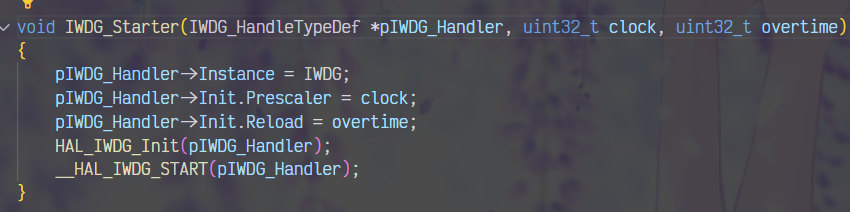 void IWDG_Starter(IWDG_HandleTypeDef *pIWDG_Handler, uint32_t clock, uint32_t overtime)
{
    pIWDG_Handler->Instance = IWDG;
    pIWDG_Handler->Init.Prescaler = clock;
    pIWDG_Handler->Init.Reload = overtime;
    HAL_IWDG_Init(pIWDG_Handler);
    __HAL_IWDG_START(pIWDG_Handler);
}